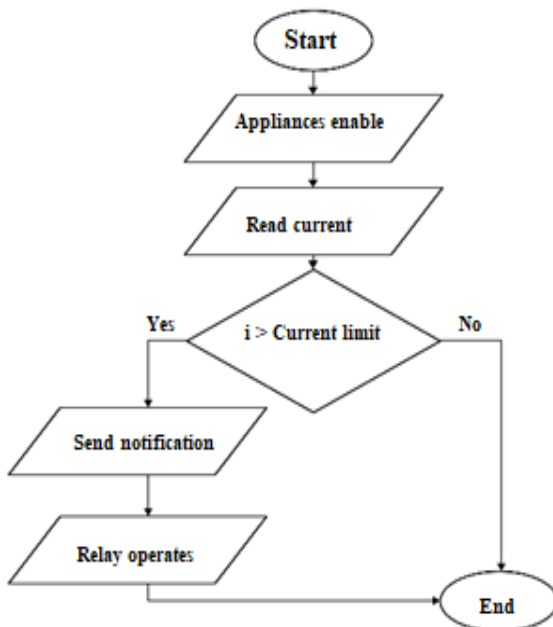 Start
Appliances enable
Read current
i > Current limit
Yes
No
Send notification
Relay operates
End